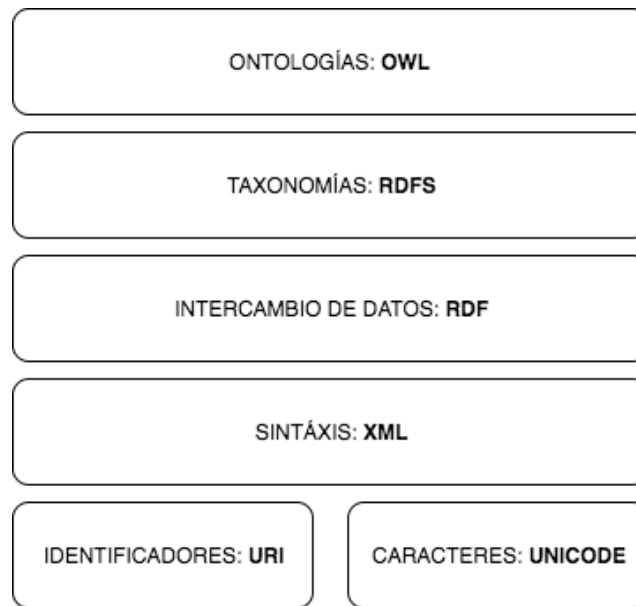 ONTOLOGÍAS: OWL
TAXONOMÍAS: RDFS
INTERCAMBIO DE DATOS: RDF
SINTÁXIS: XML
IDENTIFICADORES: URI
CARACTERES: UNICODE